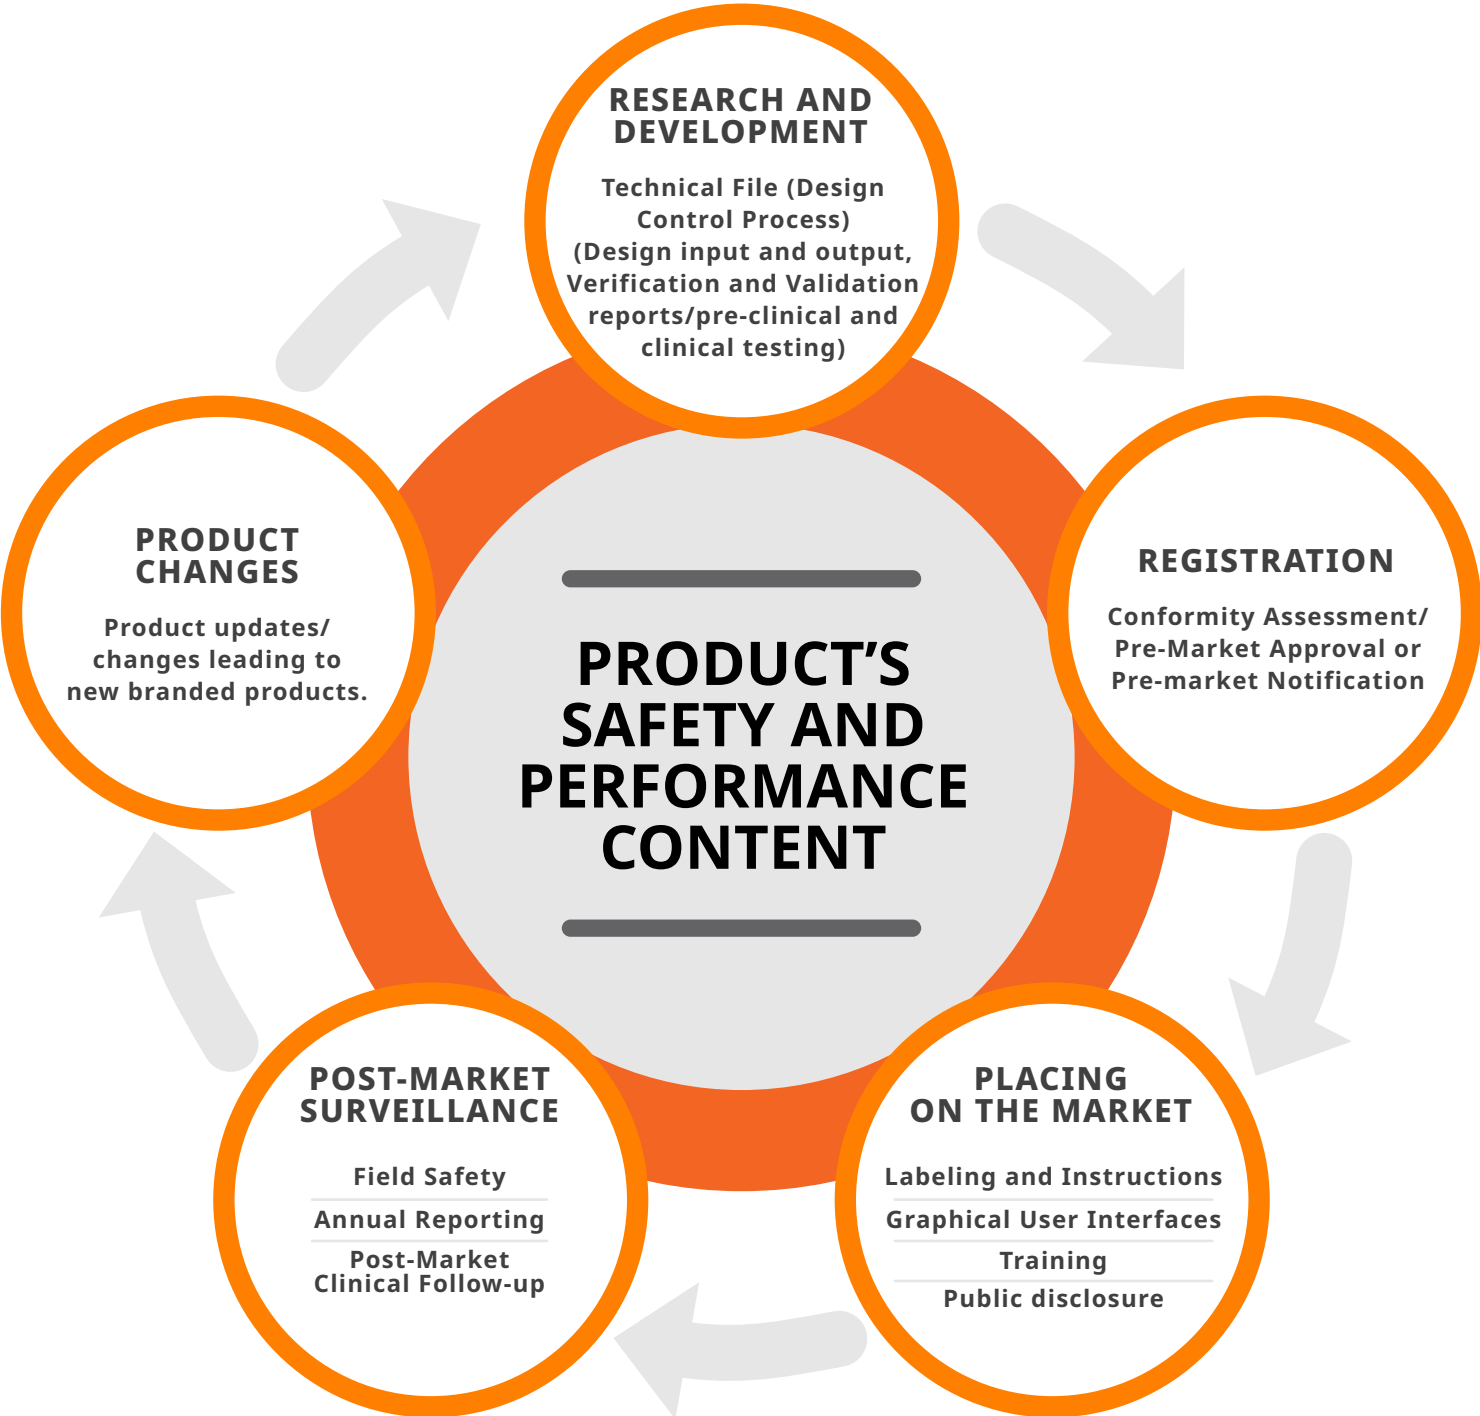 RESEARCH AND
DEVELOPMENT
Technical File (Design
Control Process)
(Design input and output,
Verification and Validation
reports/pre-clinical and
clinical testing)
REGISTRATION
Conformity Assessment/
Pre-Market Approval or
Pre-market Notification
PLACING
ON THE MARKET
Labeling and Instructions
Graphical User Interfaces
Training
Public disclosure
POST-MARKET
SURVEILLANCE
Field Safety
Annual Reporting
Post-Market
Clinical Follow-up
PRODUCT
CHANGES
Product updates/
changes leading to
new branded products.
PRODUCT’S
SAFETY AND
PERFORMANCE
CONTENT